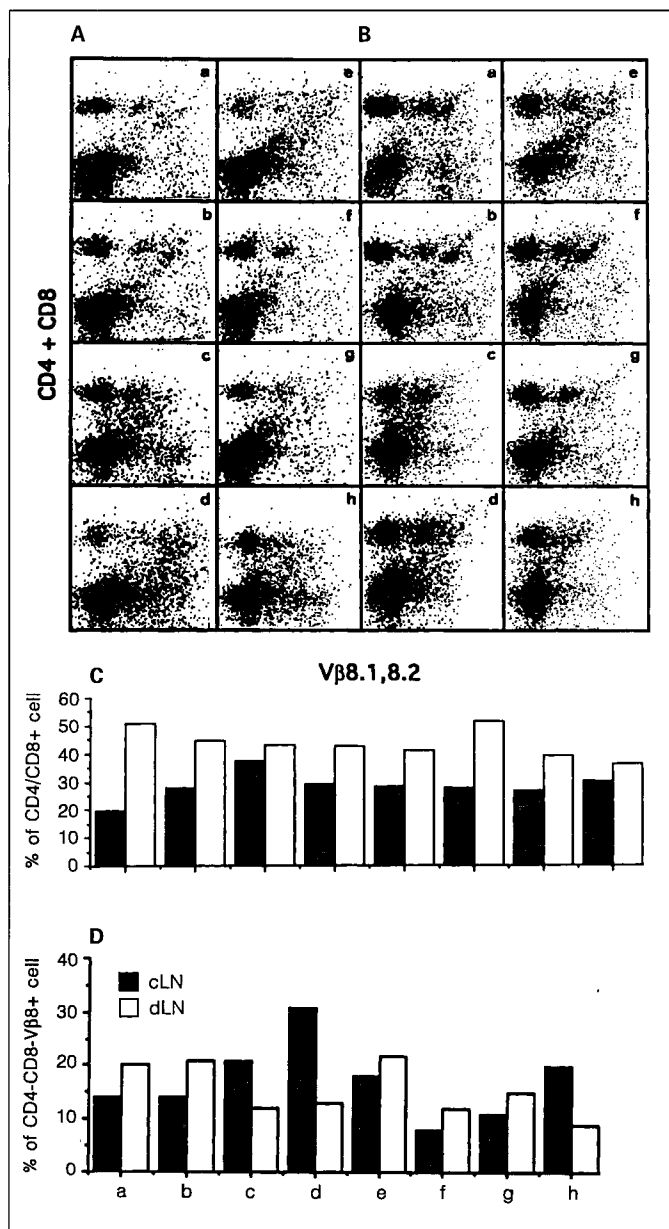 A B
a e a e
b f b f
c g c g
d h d h
CD4 + CD8
Vβ8.1,8.2
C
% of CD4/CD8+ cell
60
50
40
30
20
10
0
D
% of CD4-CD8-Vβ8+ cell
40
30
20
10
0
cLN
dLN
a b c d e f g h